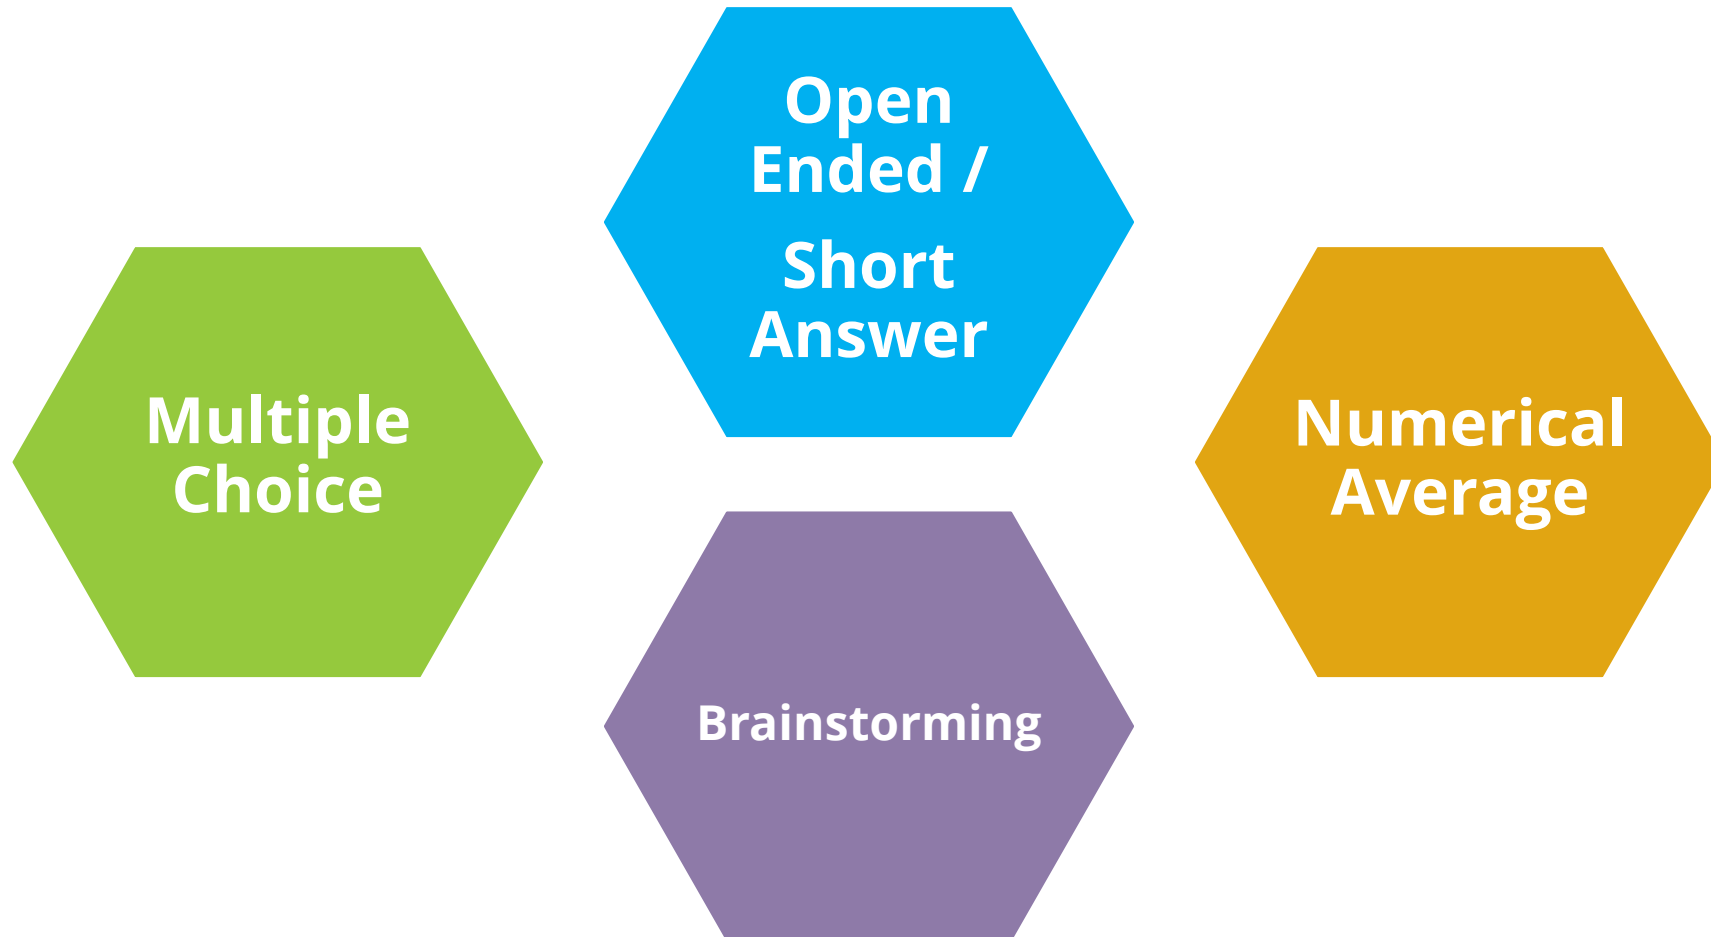 Open
Ended /
Short
Answer
Multiple
Choice
Numerical
Average
Brainstorming